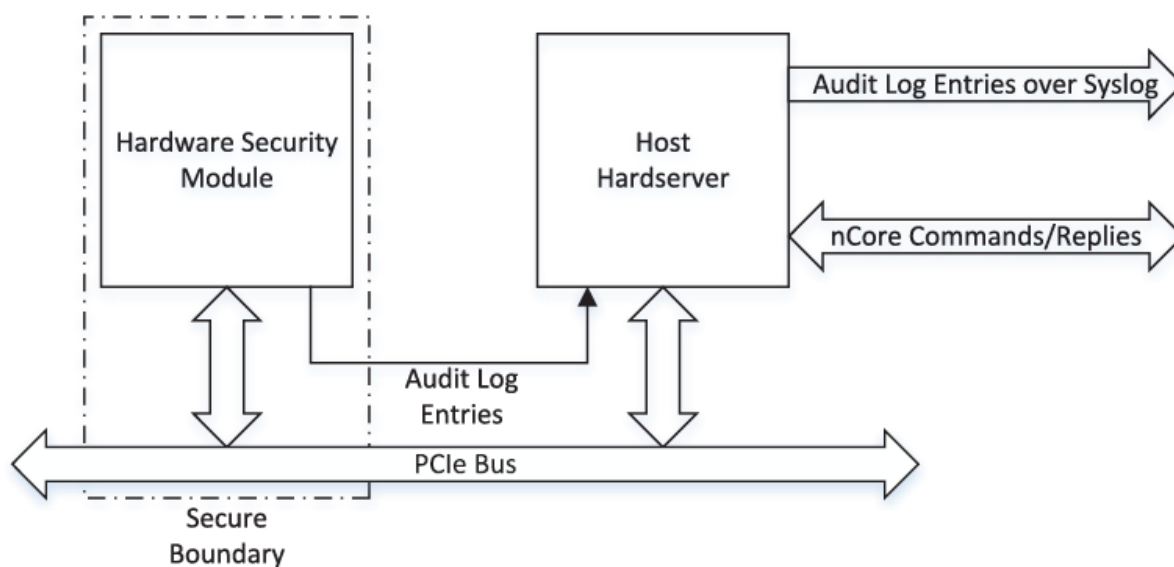 Hardware Security
Module
Host
Hardserver
Audit Log Entries over Syslog
nCore Commands/Replies
Audit Log
Entries
PCIe Bus
Secure
Boundary